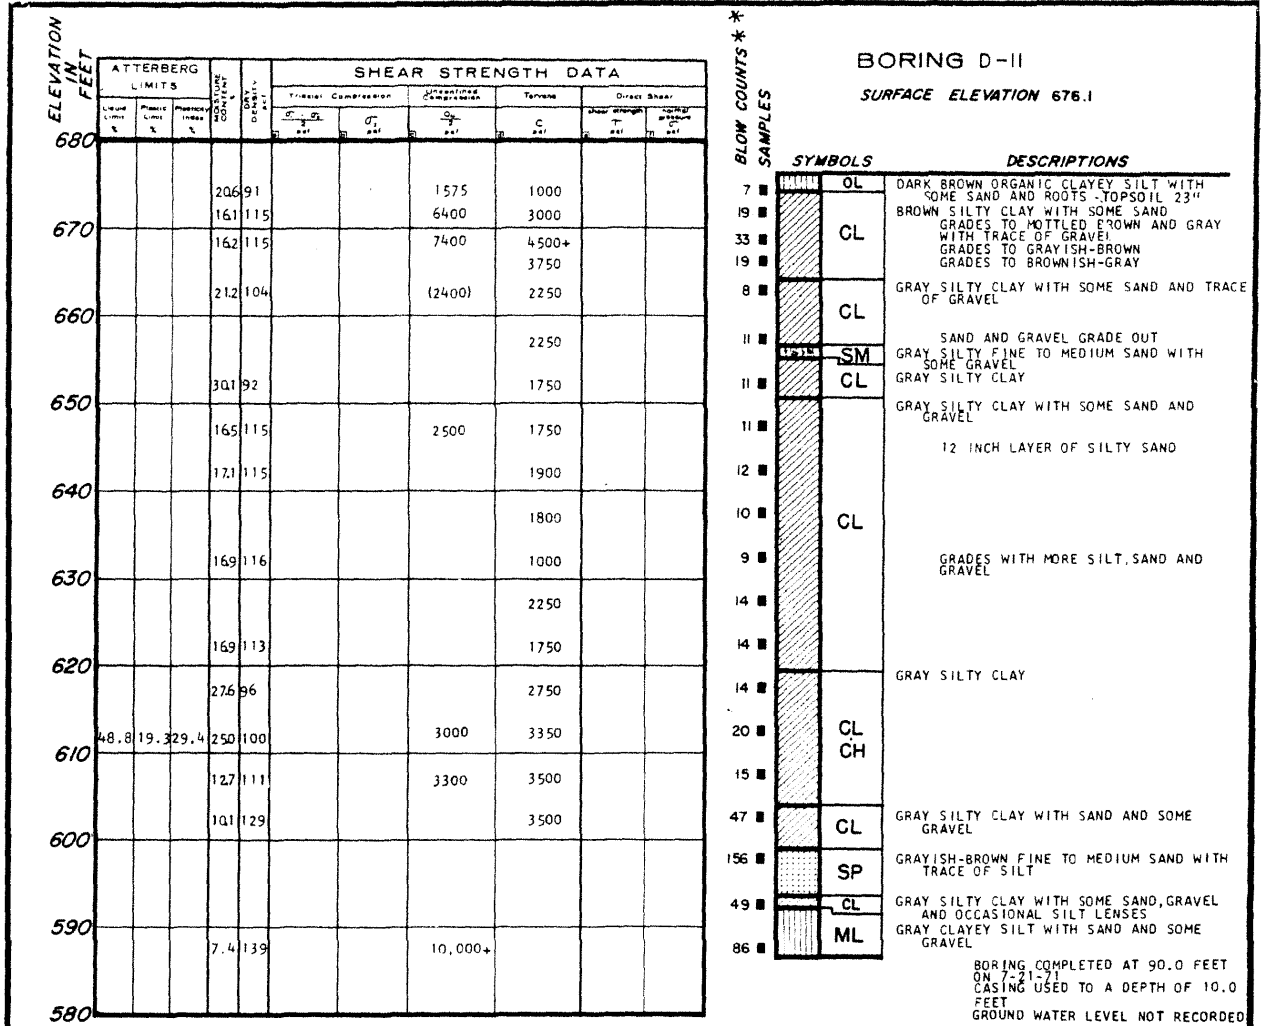 ELEVATION
IN
FEET
ATTERBERG
LIMITS
Liquid
Limit
%
Plastic
Limit
%
Plasticity
Index
%
MOISTURE
CONTENT
DRY
DENSITY
SHEAR STRENGTH DATA
Triaxial Compression
Unconfined
Compression
Torvane
Direct Shear
psf
psf
psf
C
psf
shear strength
psf
normal
pressure
psf
BLOW COUNTS **
SAMPLES
BORING D-11
SURFACE ELEVATION 676.1
SYMBOLS DESCRIPTIONS
680
20.6 91 1575 1000
16.1 115 6400 3000
670
16.2 115 7400 4500+
3750
21.2 104 (2400) 2250
660
2250
30.1 92 1750
650
16.5 115 2500 1750
17.1 115 1900
640
1800
16.9 116 1000
630
2250
16.9 113 1750
620
27.6 96 2750
48.8 19.3 29.4 25.0 100 3000 3350
610
12.7 111 3300 3500
10.1 129 3500
600
590
7.4 139 10,000+
580
7 OL DARK BROWN ORGANIC CLAYEY SILT WITH
SOME SAND AND ROOTS - TOPSOIL 23"
19 BROWN SILTY CLAY WITH SOME SAND
GRADES TO MOTTLED BROWN AND GRAY
33 CL WITH TRACE OF GRAVEL
GRADES TO GRAYISH-BROWN
19 GRADES TO BROWNISH-GRAY
8 GRAY SILTY CLAY WITH SOME SAND AND TRACE
OF GRAVEL
CL
11 SAND AND GRAVEL GRADE OUT
SM GRAY SILTY FINE TO MEDIUM SAND WITH
SOME GRAVEL
11 CL GRAY SILTY CLAY
GRAY SILTY CLAY WITH SOME SAND AND
GRAVEL
11
12 INCH LAYER OF SILTY SAND
12
10 CL
9 GRADES WITH MORE SILT, SAND AND
GRAVEL
14
14
GRAY SILTY CLAY
14
20 CL
CH
15
47 CL GRAY SILTY CLAY WITH SAND AND SOME
GRAVEL
156 SP GRAYISH-BROWN FINE TO MEDIUM SAND WITH
TRACE OF SILT
49 CL GRAY SILTY CLAY WITH SOME SAND, GRAVEL
AND OCCASIONAL SILT LENSES
ML GRAY CLAYEY SILT WITH SAND AND SOME
GRAVEL
86
BORING COMPLETED AT 90.0 FEET
ON 7-21-71
CASING USED TO A DEPTH OF 10.0
FEET
GROUND WATER LEVEL NOT RECORDED